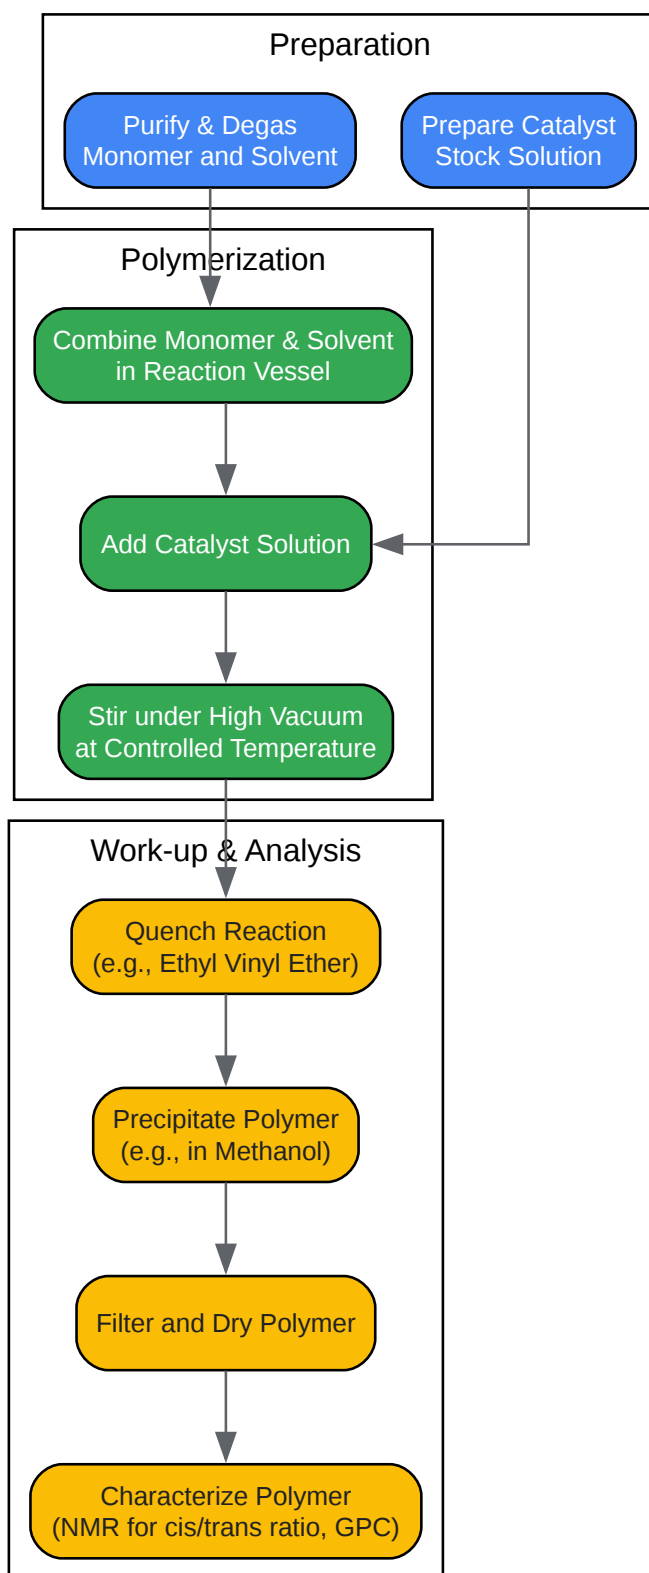 Preparation
Purify & Degas
Monomer and Solvent
Prepare Catalyst
Stock Solution
Polymerization
Combine Monomer & Solvent
in Reaction Vessel
Add Catalyst Solution
Stir under High Vacuum
at Controlled Temperature
Work-up & Analysis
Quench Reaction
(e.g., Ethyl Vinyl Ether)
Precipitate Polymer
(e.g., in Methanol)
Filter and Dry Polymer
Characterize Polymer
(NMR for cis/trans ratio, GPC)